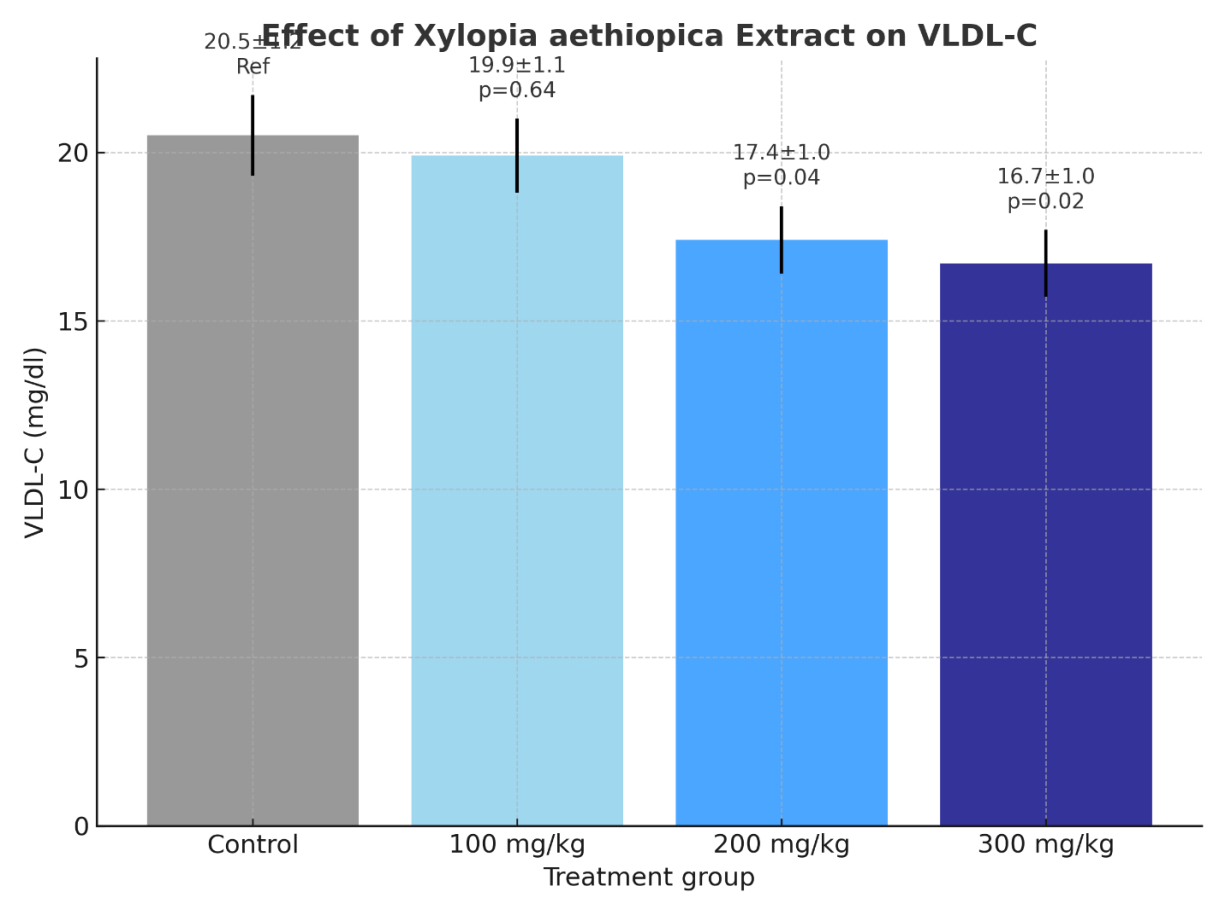 Effect of Xylopia aethiopica Extract on VLDL-C
20.5±1.2
Ref
19.9±1.1
p=0.64
17.4±1.0
p=0.04
16.7±1.0
p=0.02
20
15
10
5
0
VLDL-C (mg/dl)
Control
100 mg/kg
200 mg/kg
300 mg/kg
Treatment group